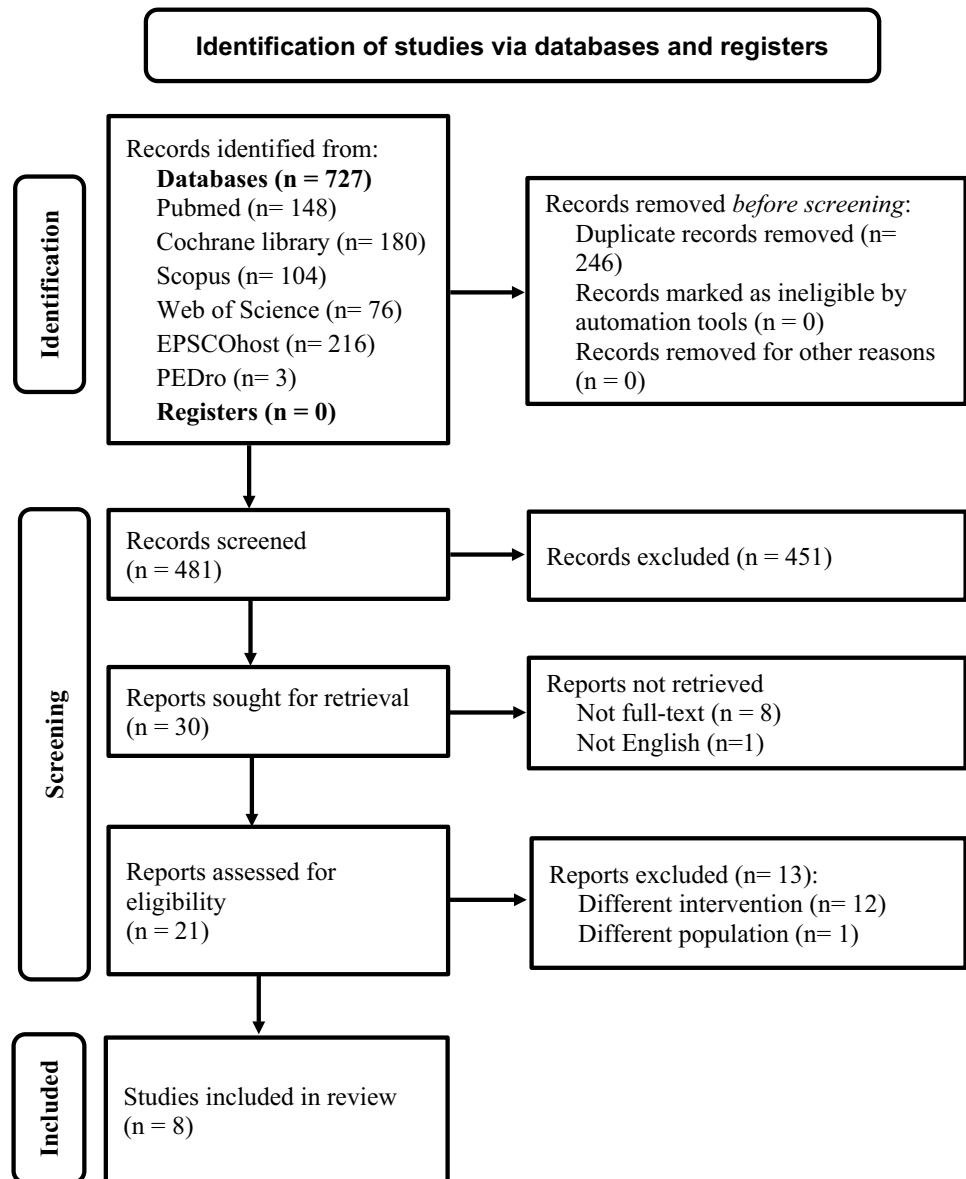 Identification of studies via databases and registers
Identification
Records identified from:
Databases (n = 727)
Pubmed (n= 148)
Cochrane library (n= 180)
Scopus (n= 104)
Web of Science (n= 76)
EPSCOhost (n= 216)
PEDro (n= 3)
Registers (n = 0)
Records removed before screening:
Duplicate records removed (n=
246)
Records marked as ineligible by
automation tools (n = 0)
Records removed for other reasons
(n = 0)
Screening
Records screened
(n = 481)
Records excluded (n = 451)
Reports sought for retrieval
(n = 30)
Reports not retrieved
Not full-text (n = 8)
Not English (n=1)
Reports assessed for
eligibility
(n = 21)
Reports excluded (n= 13):
Different intervention (n= 12)
Different population (n= 1)
Included
Studies included in review
(n = 8)